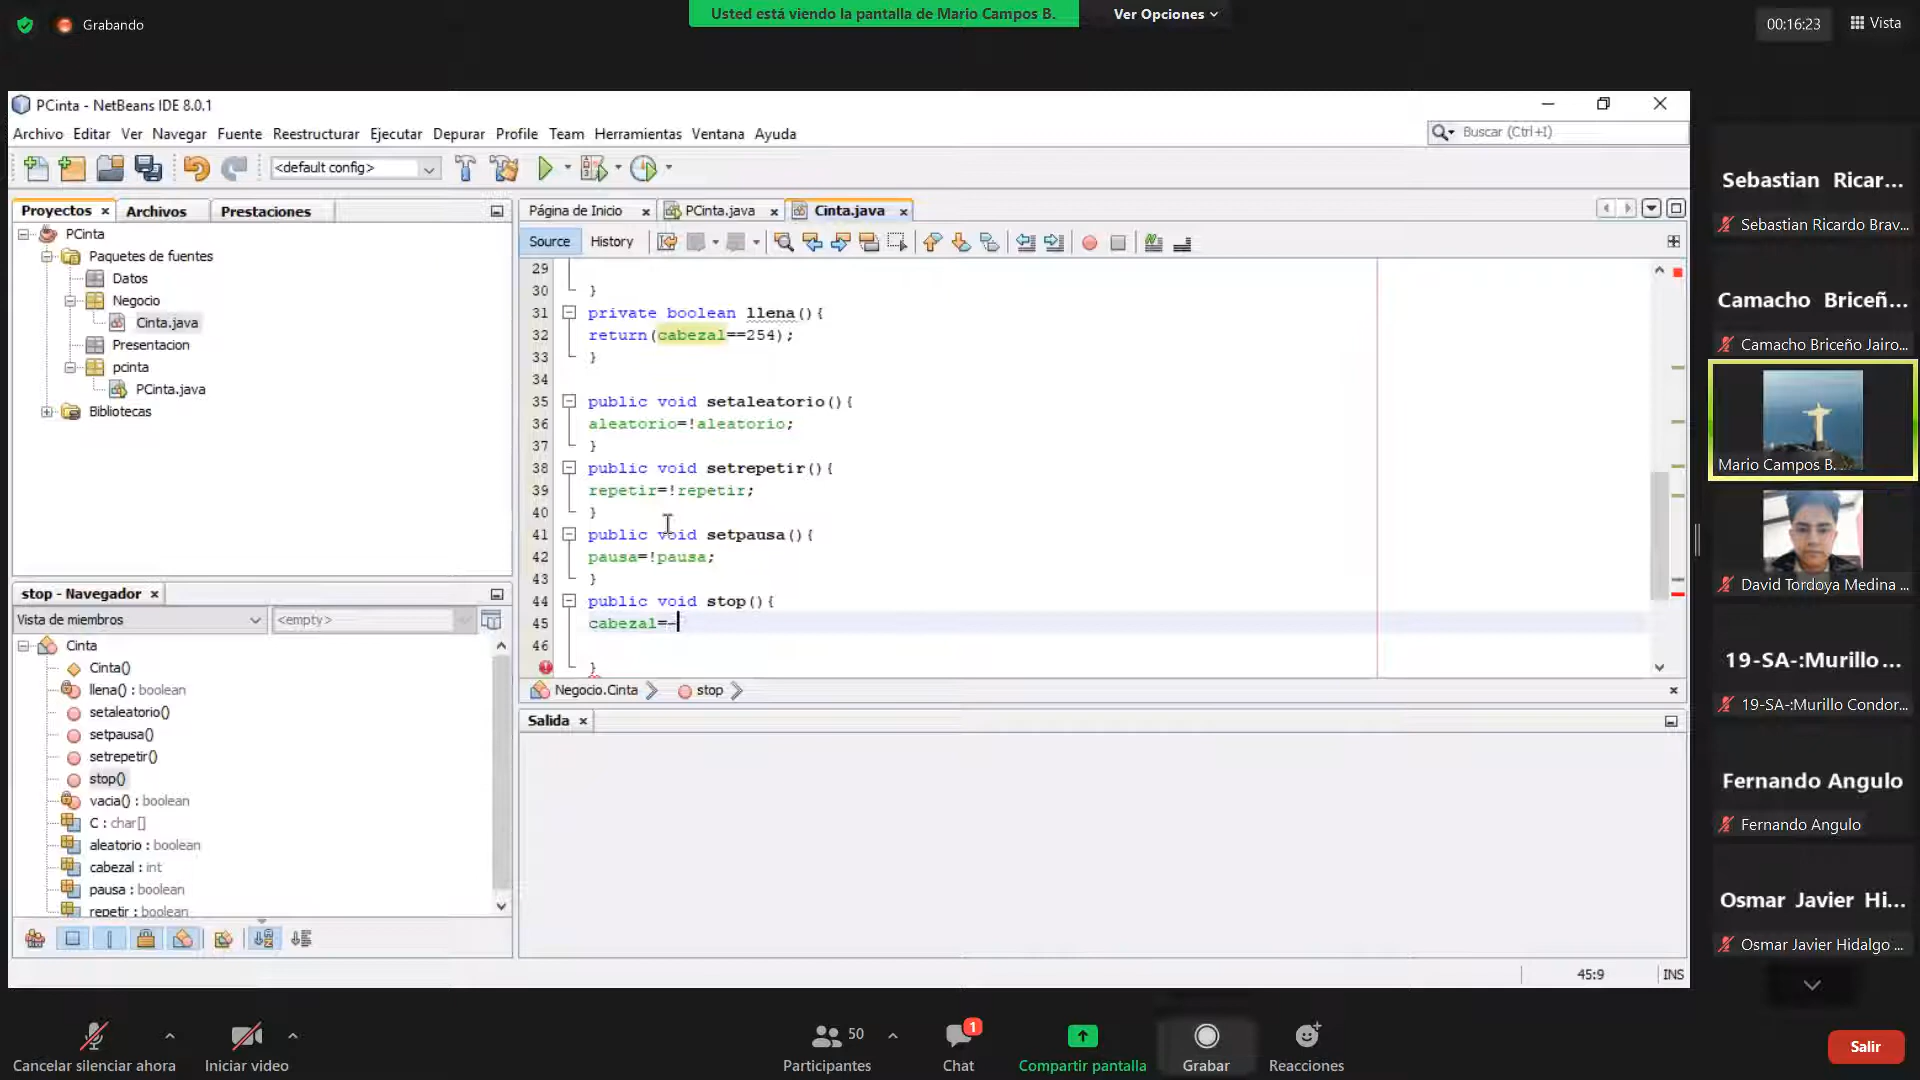 Grabando
Usted está viendo la pantalla de Mario Campos B.
Ver Opciones
00:16:23
Vista
PCinta - NetBeans IDE 8.0.1
Archivo Editar Ver Navegar Fuente Reestructurar Ejecutar Depurar Profile Team Herramientas Ventana Ayuda
Buscar (Ctrl+I)
<default config>
Proyectos
Archivos
Prestaciones
PCinta
Paquetes de fuentes
Datos
Negocio
Cinta.java
Presentacion
pcinta
PCinta.java
Bibliotecas
stop - Navegador
Vista de miembros
<empty>
Cinta
Cinta()
llena() : boolean
setaleatorio()
setpausa()
setrepetir()
stop()
vacia() : boolean
C : char[]
aleatorio : boolean
cabezal : int
pausa : boolean
repetir : boolean
Página de Inicio
PCinta.java
Cinta.java
Source
History
29
30 }
31 private boolean llena(){
32 return(cabezal==254);
33 }
34
35 public void setaleatorio(){
36 aleatorio=!aleatorio;
37 }
38 public void setrepetir(){
39 repetir=!repetir;
40 }
41 public void setpausa(){
42 pausa=!pausa;
43 }
44 public void stop(){
45 cabezal=-
46
}
Negocio.Cinta
stop
Salida
45:9
INS
Sebastian Ricar...
Sebastian Ricardo Brav...
Camacho Briceñ...
Camacho Briceño Jairo...
Mario Campos B.
David Tordoya Medina ...
19-SA-:Murillo ...
19-SA-:Murillo Condor...
Fernando Angulo
Fernando Angulo
Osmar Javier Hi...
Osmar Javier Hidalgo ...
Cancelar silenciar ahora
Iniciar video
50
Participantes
1
Chat
Compartir pantalla
Grabar
Reacciones
Salir